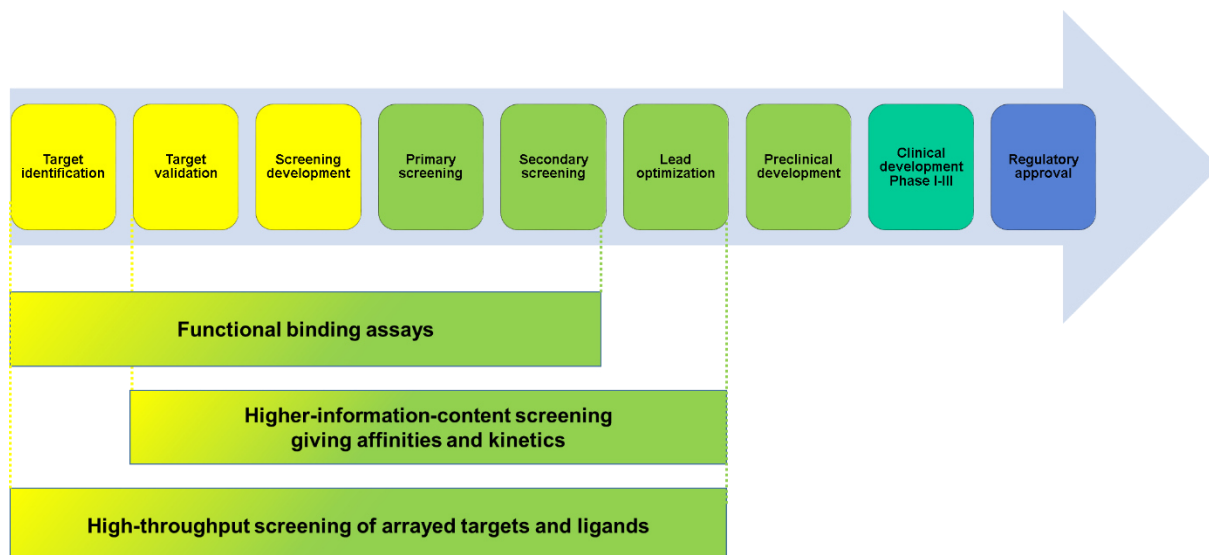 Target
identification
Target
validation
Screening
development
Primary
screening
Secondary
screening
Lead
optimization
Preclinical
development
Clinical
development
Phase I-III
Regulatory
approval
Functional binding assays
Higher-information-content screening
giving affinities and kinetics
High-throughput screening of arrayed targets and ligands